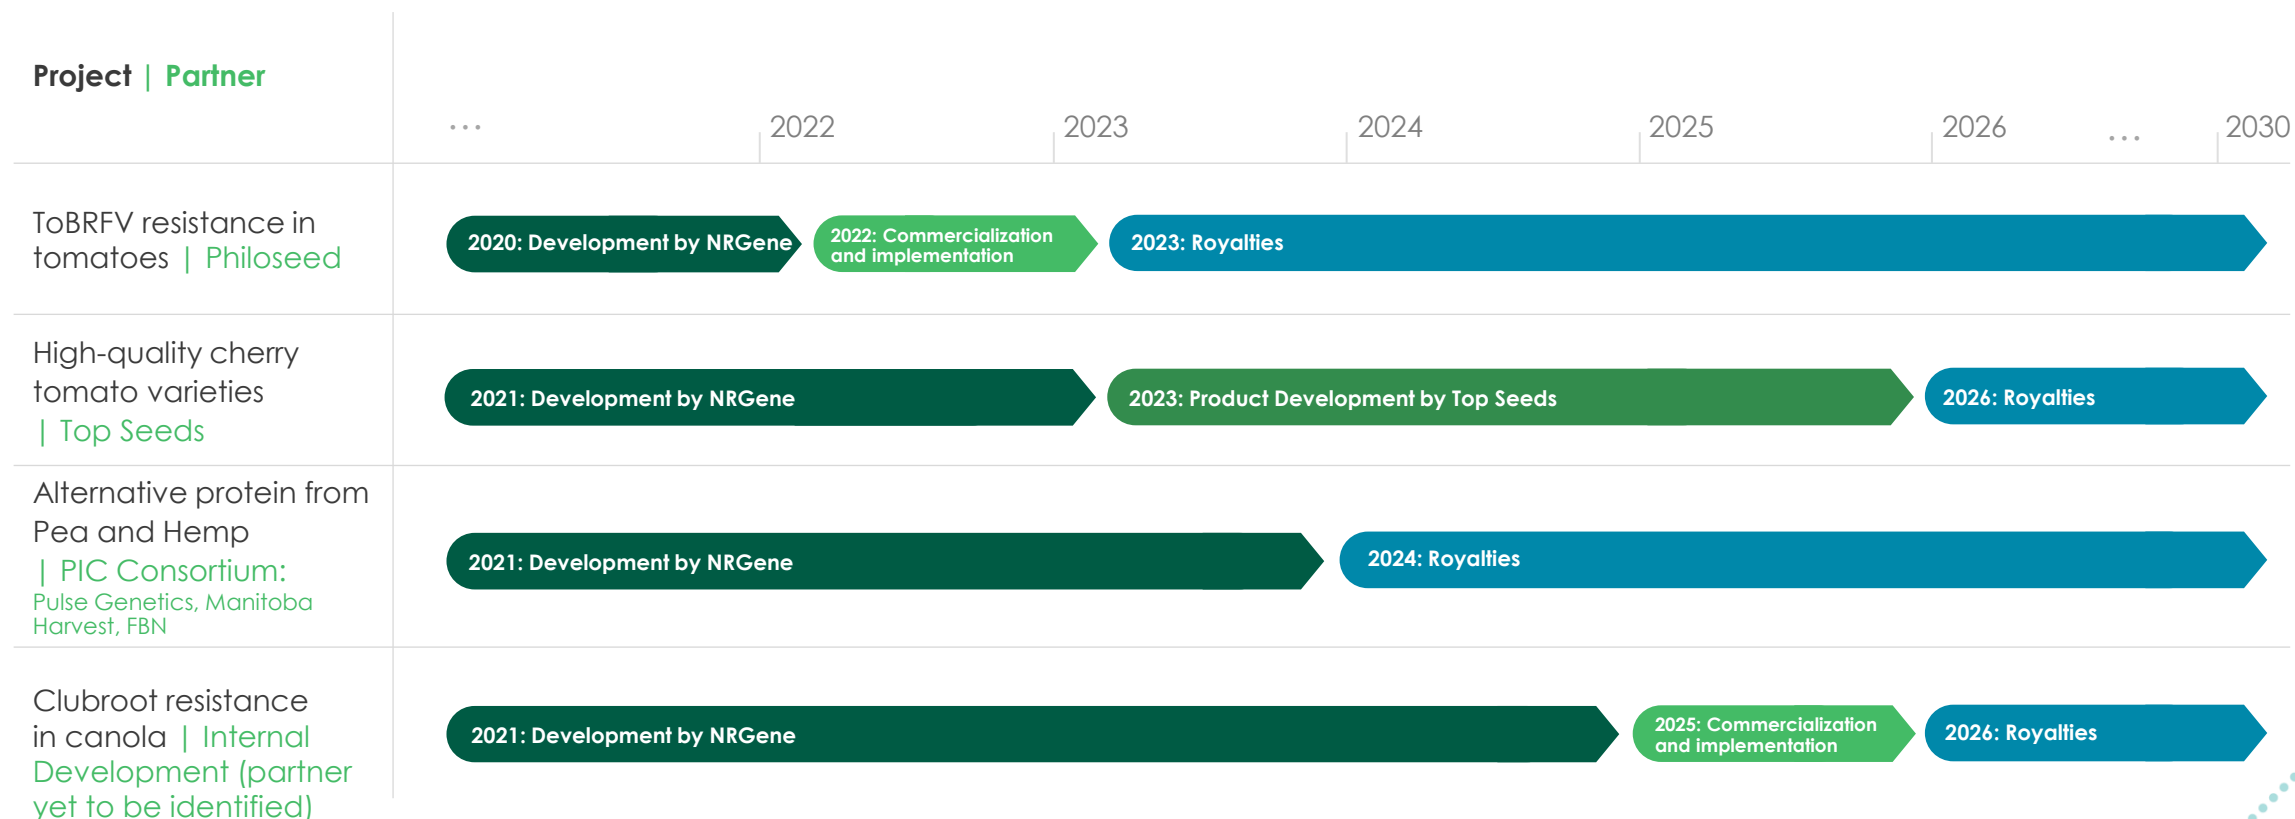 Project | Partner
... 2022 2023 2024 2025 2026 ... 2030
ToBRFV resistance in
tomatoes | Philoseed
2020: Development by NRGene
2022: Commercialization
and implementation
2023: Royalties
High-quality cherry
tomato varieties
| Top Seeds
2021: Development by NRGene
2023: Product Development by Top Seeds
2026: Royalties
Alternative protein from
Pea and Hemp
| PIC Consortium:
Pulse Genetics, Manitoba
Harvest, FBN
2021: Development by NRGene
2024: Royalties
Clubroot resistance
in canola | Internal
Development (partner
yet to be identified)
2021: Development by NRGene
2025: Commercialization
and implementation
2026: Royalties